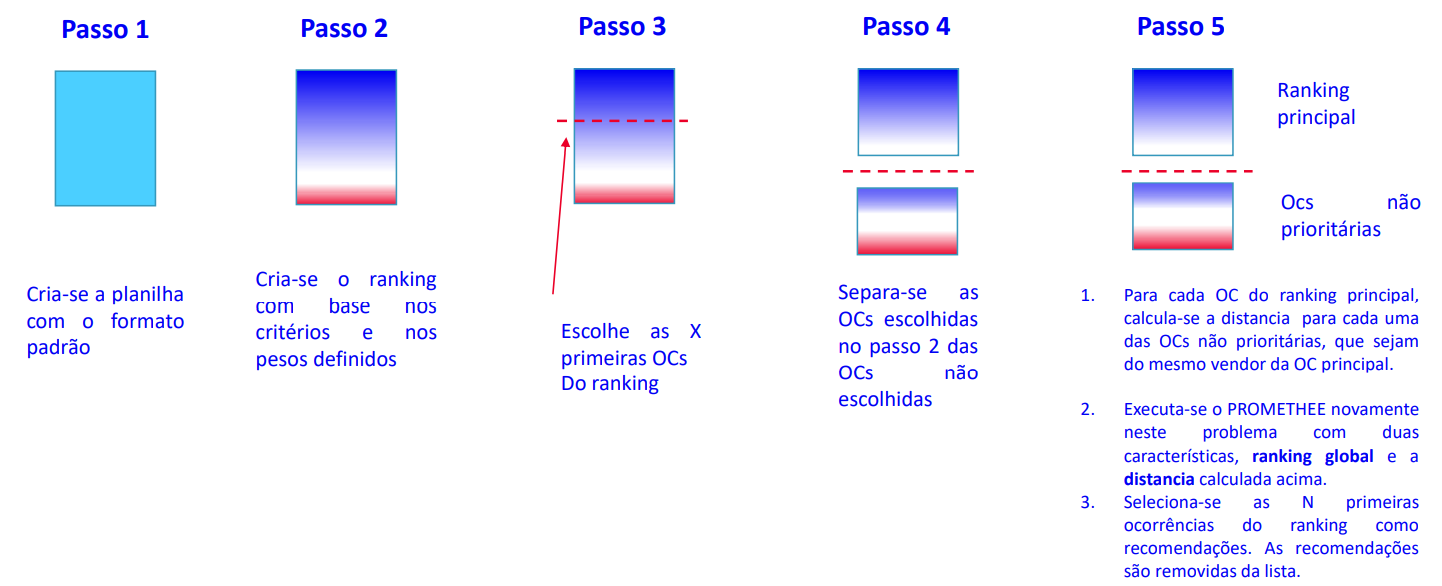 Passo 1
Cria-se a planilha
com o formato
padrão
Passo 2
Cria-se o ranking
com base nos
critérios e nos
pesos definidos
Passo 3
Escolhe as X
primeiras OCs
Do ranking
Passo 4
Separa-se as
OCs escolhidas
no passo 2 das
OCs não
escolhidas
Passo 5
Ranking
principal
Ocs não
prioritárias
1. Para cada OC do ranking principal,
calcula-se a distancia para cada uma
das OCs não prioritárias, que sejam
do mesmo vendor da OC principal.
2. Executa-se o PROMETHEE novamente
neste problema com duas
características, ranking global e a
distancia calculada acima.
3. Seleciona-se as N primeiras
ocorrências do ranking como
recomendações. As recomendações
são removidas da lista.